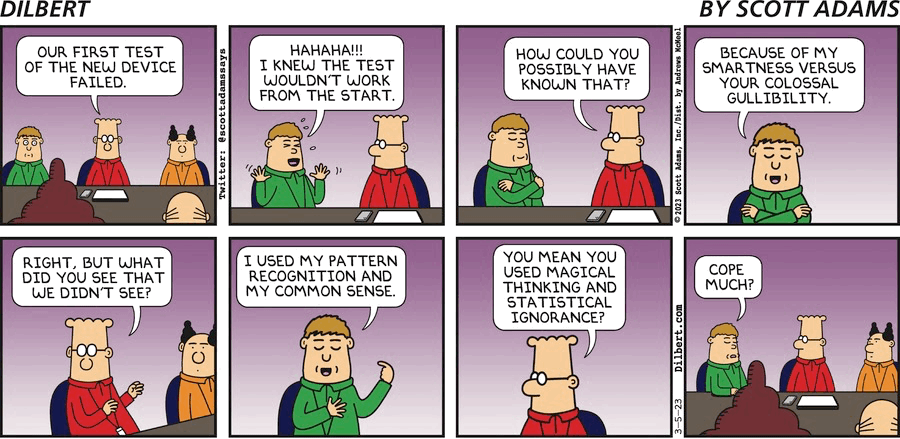 DILBERT
BY SCOTT ADAMS
OUR FIRST TEST
OF THE NEW DEVICE
FAILED.
Twitter: @scottadamssays
HAHAHA!!!
I KNEW THE TEST
WOULDN'T WORK
FROM THE START.
HOW COULD YOU
POSSIBLY HAVE
KNOWN THAT?
©2023 Scott Adams, Inc./Dist. by Andrews McMeel
BECAUSE OF MY
SMARTNESS VERSUS
YOUR COLOSSAL
GULLIBILITY.
RIGHT, BUT WHAT
DID YOU SEE THAT
WE DIDN'T SEE?
I USED MY PATTERN
RECOGNITION AND
MY COMMON SENSE.
YOU MEAN YOU
USED MAGICAL
THINKING AND
STATISTICAL
IGNORANCE?
3-5-23 Dilbert.com
COPE
MUCH?